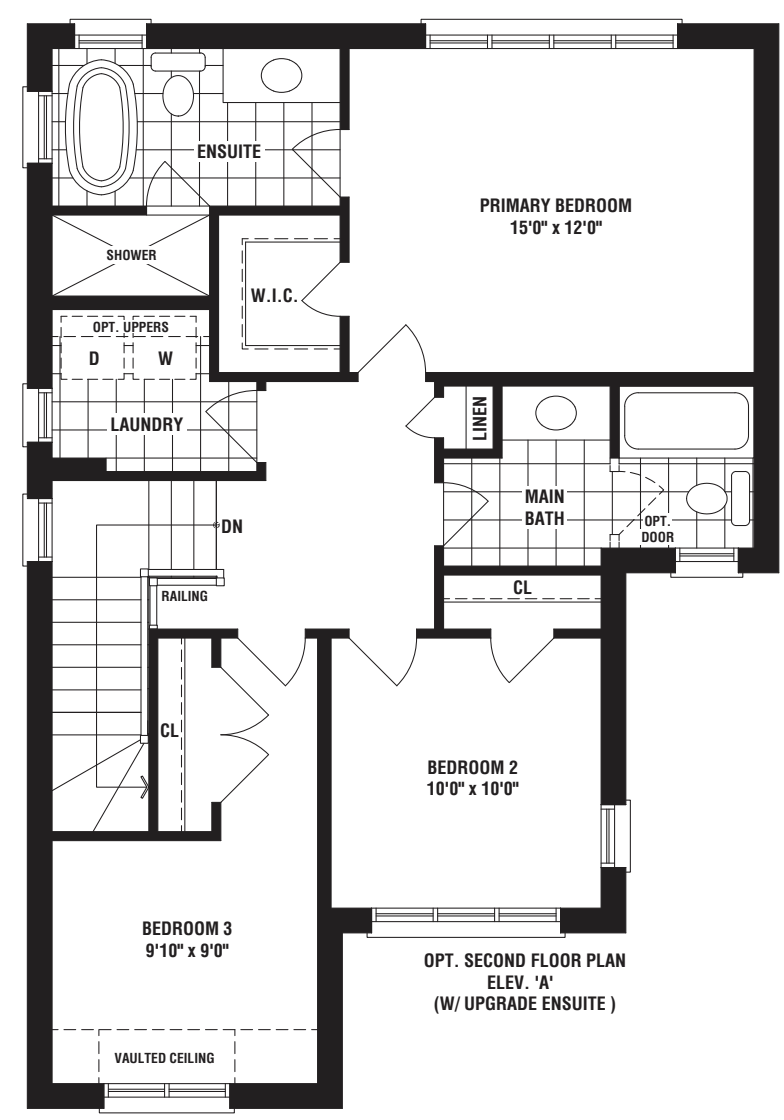 ENSUITE
PRIMARY BEDROOM
15'0" x 12'0"
SHOWER
W.I.C.
OPT. UPPERS
D
W
LAUNDRY
LINEN
MAIN
BATH
OPT.
DOOR
DN
RAILING
CL
CL
BEDROOM 2
10'0" x 10'0"
BEDROOM 3
9'10" x 9'0"
OPT. SECOND FLOOR PLAN
ELEV. 'A'
(W/ UPGRADE ENSUITE )
VAULTED CEILING